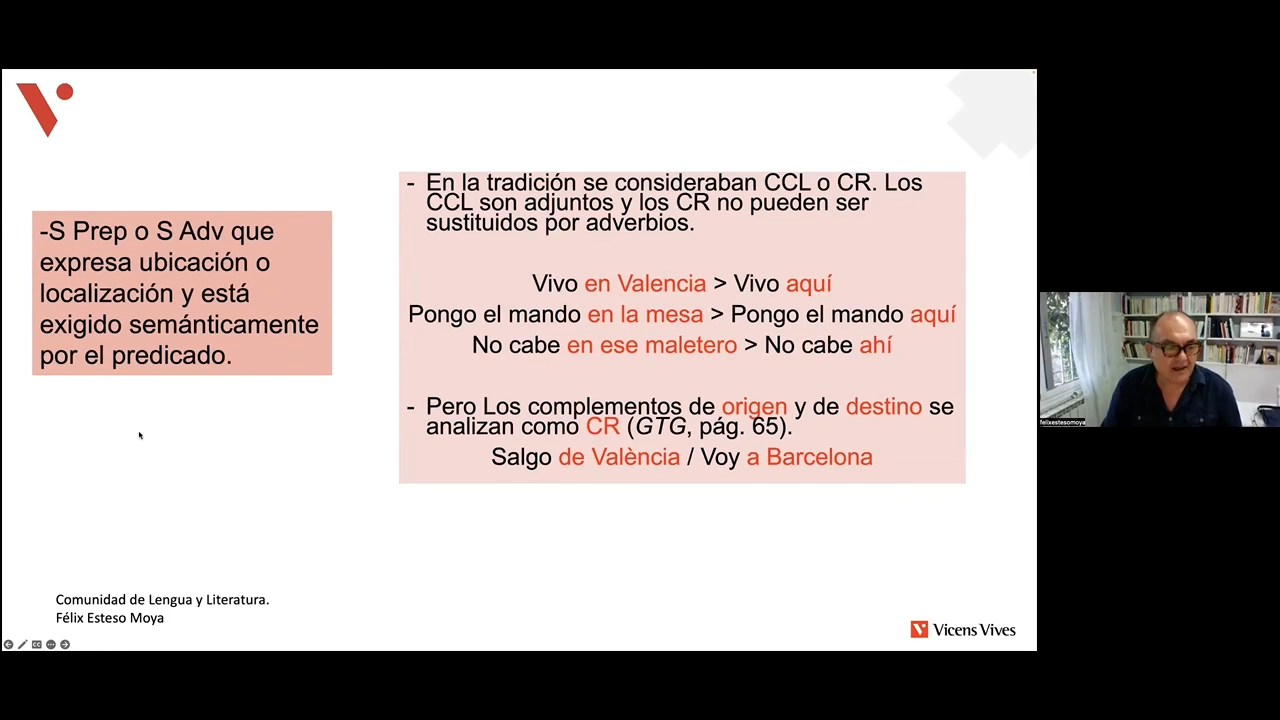 -S Prep o S Adv que
expresa ubicación o
localización y está
exigido semánticamente
por el predicado.
- En la tradición se consideraban CCL o CR. Los
CCL son adjuntos y los CR no pueden ser
sustituidos por adverbios.
Vivo en Valencia > Vivo aquí
Pongo el mando en la mesa > Pongo el mando aquí
No cabe en ese maletero > No cabe ahí
- Pero Los complementos de origen y de destino se
analizan como CR (GTG, pág. 65).
Salgo de València / Voy a Barcelona
felixestesomoya
Comunidad de Lengua y Literatura.
Félix Esteso Moya
Vicens Vives